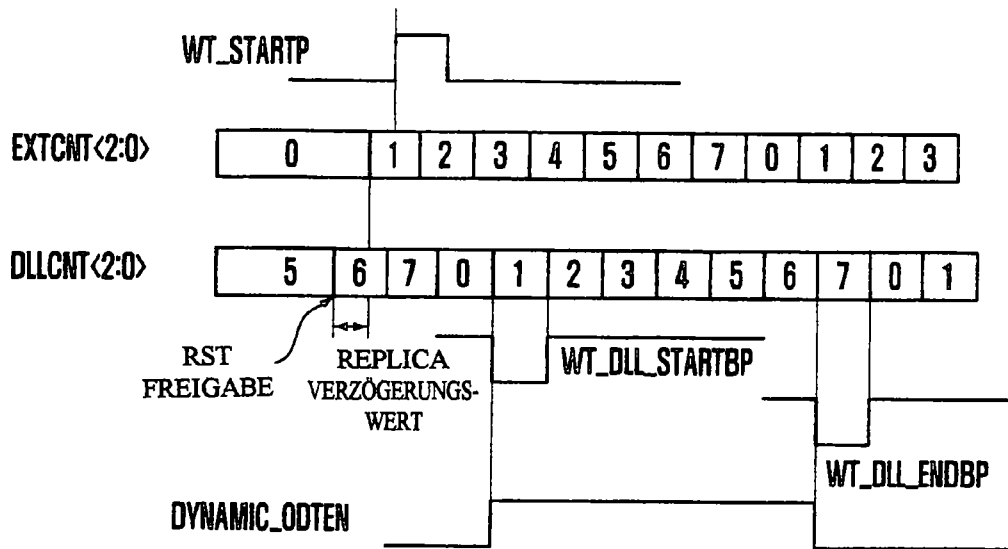 WT_STARTP
EXTCNT<2:0> 0 1 2 3 4 5 6 7 0 1 2 3
DLLCNT<2:0> 5 6 7 0 1 2 3 4 5 6 7 0 1
RST
FREIGABE
REPLICA
VERZÖGERUNGS-
WERT
WT_DLL_STARTBP
WT_DLL_ENDBP
DYNAMIC_ODTEN